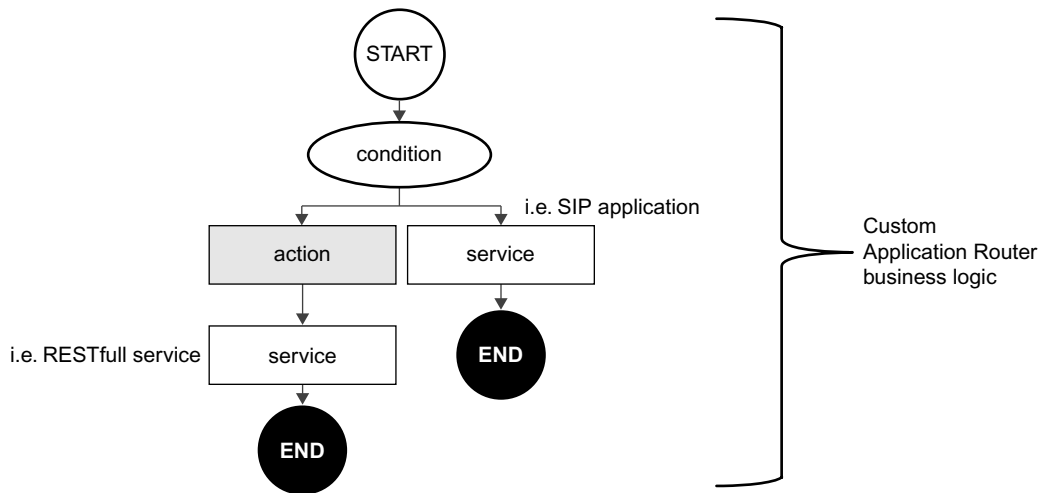 START
condition
i.e. SIP application
action
service
Custom
Application Router
business logic
i.e. RESTfull service
service
END
END